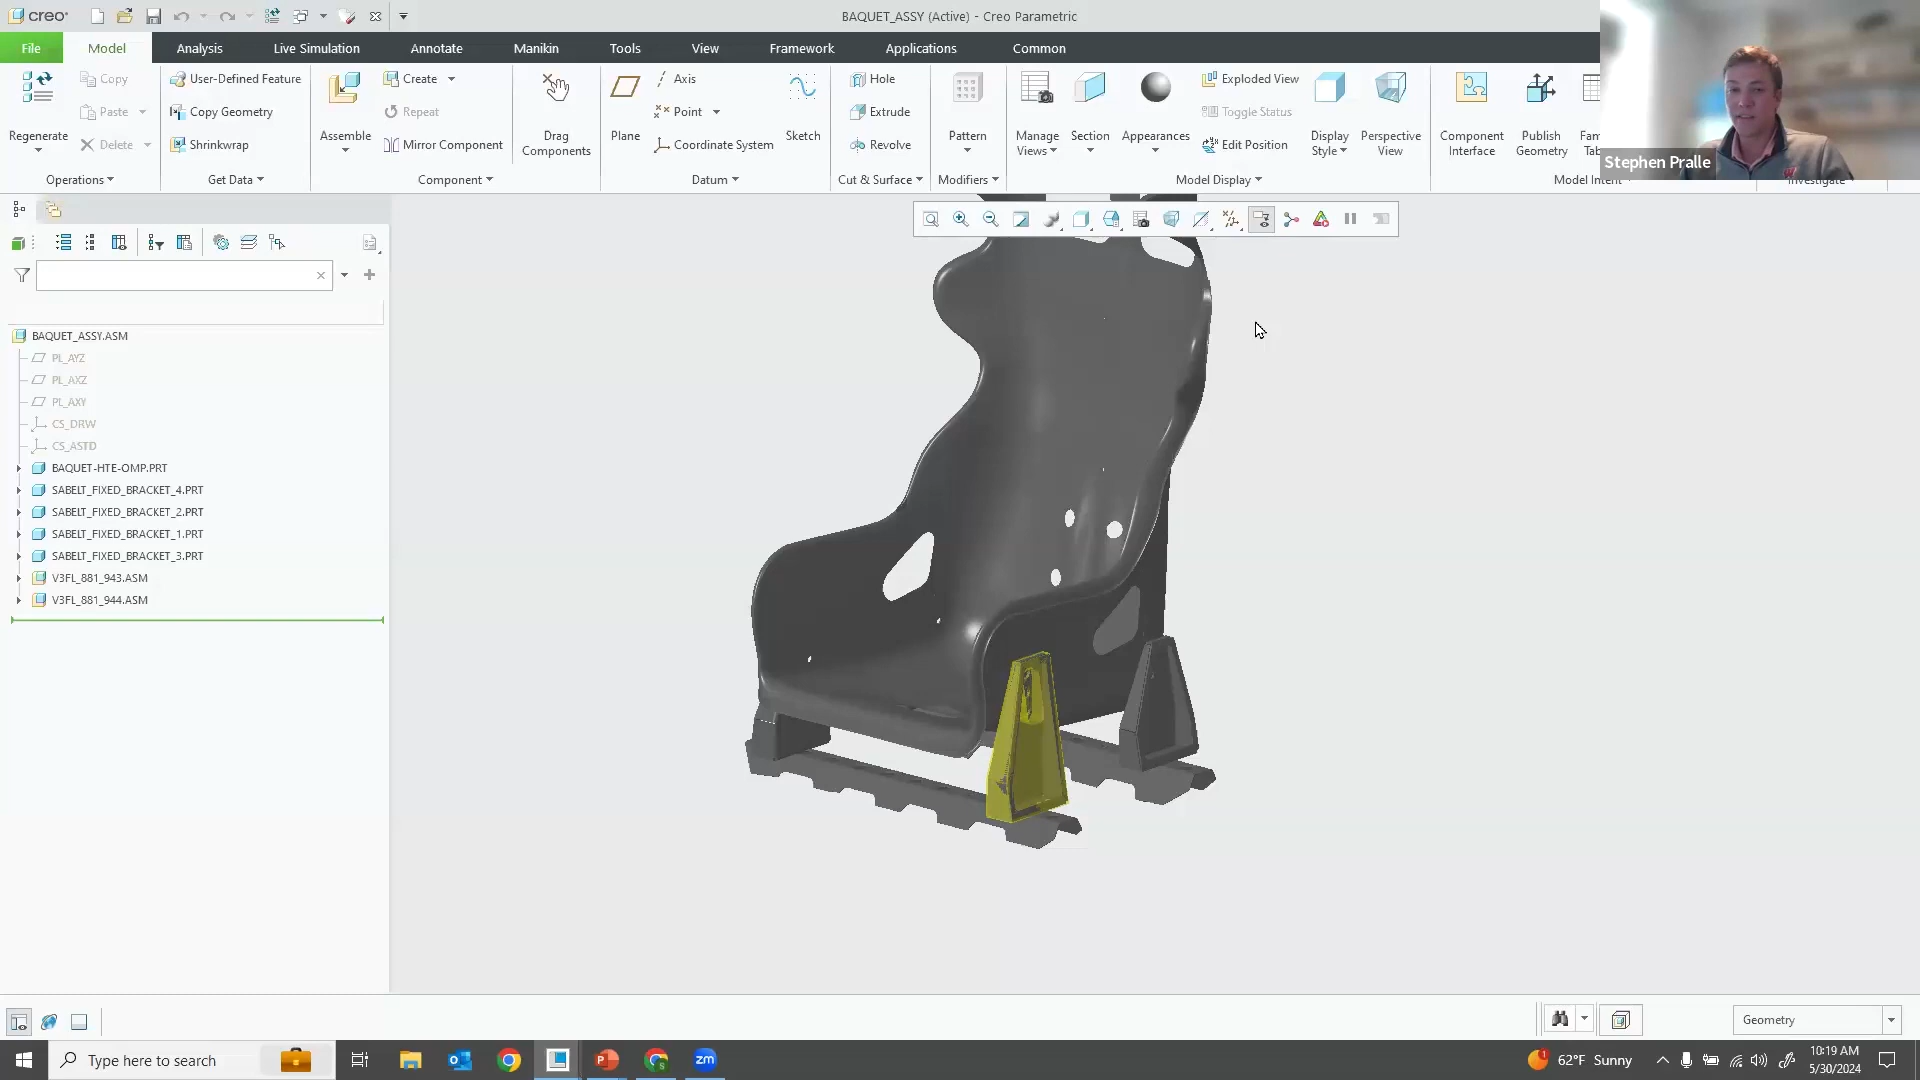 creo
BAQUET_ASSY (Active) - Creo Parametric
File
Model
Analysis
Live Simulation
Annotate
Manikin
Tools
View
Framework
Applications
Common
Regenerate
Copy
Paste
Delete
Operations
User-Defined Feature
Copy Geometry
Shrinkwrap
Get Data
Assemble
Create
Repeat
Mirror Component
Component
Drag
Components
Plane
Axis
Point
Coordinate System
Sketch
Datum
Hole
Extrude
Revolve
Cut & Surface
Pattern
Modifiers
Manage
Views
Section
Appearances
Exploded View
Toggle Status
Edit Position
Display
Style
Perspective
View
Model Display
Component
Interface
Publish
Geometry
Fam
Tab
Model Intent
Investigate
Stephen Pralle
BAQUET_ASSY.ASM
PL_AYZ
PL_AXZ
PL_AXY
CS_DRW
CS_ASTD
BAQUET-HTE-OMP.PRT
SABELT_FIXED_BRACKET_4.PRT
SABELT_FIXED_BRACKET_2.PRT
SABELT_FIXED_BRACKET_1.PRT
SABELT_FIXED_BRACKET_3.PRT
V3FL_881_943.ASM
V3FL_881_944.ASM
Geometry
Type here to search
zm
62°F Sunny
10:19 AM
5/30/2024